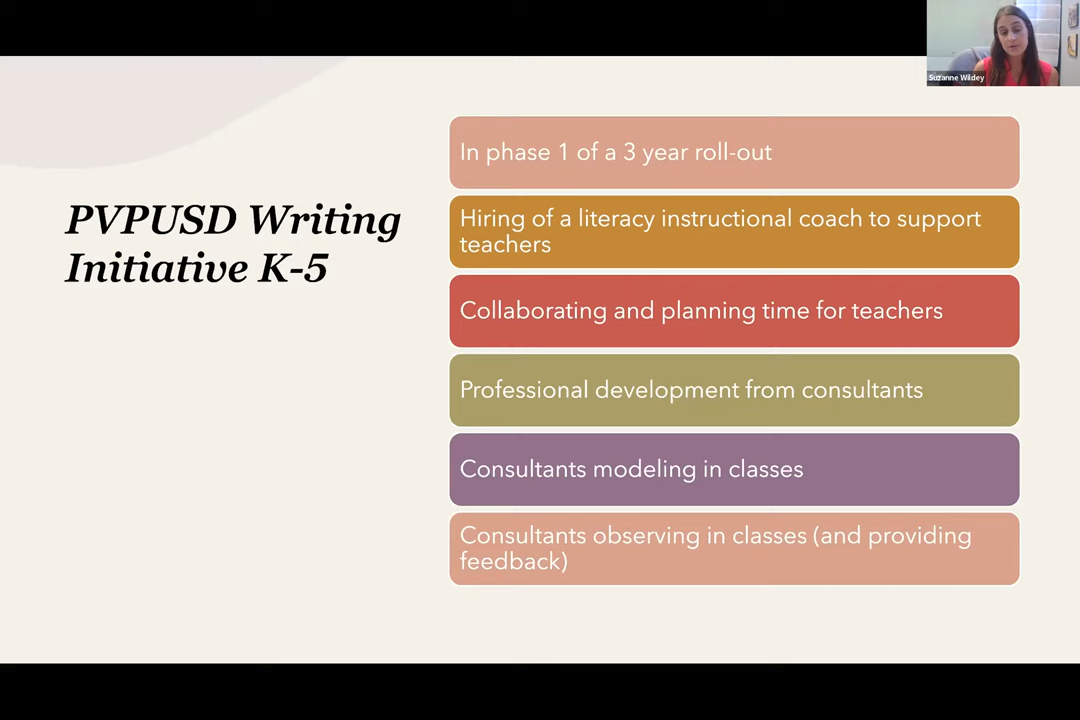 Suzanne Wildey
PVPUSD Writing
Initiative K-5
In phase 1 of a 3 year roll-out
Hiring of a literacy instructional coach to support
teachers
Collaborating and planning time for teachers
Professional development from consultants
Consultants modeling in classes
Consultants observing in classes (and providing
feedback)